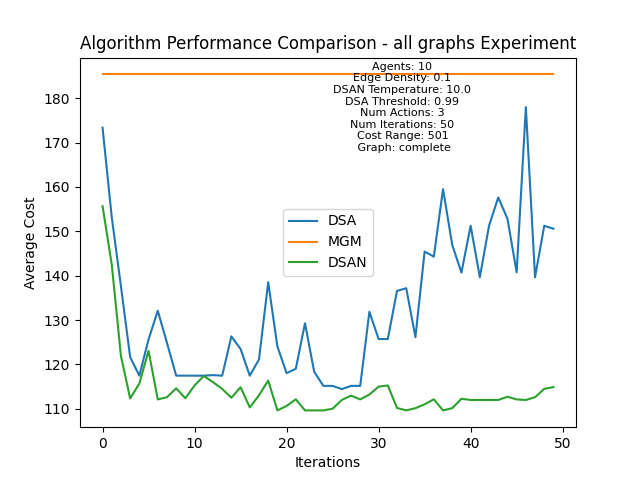 Algorithm Performance Comparison - all graphs Experiment
Agents: 10
Edge Density: 0.1
DSAN Temperature: 10.0
DSA Threshold: 0.99
Num Actions: 3
Num Iterations: 50
Cost Range: 501
Graph: complete
DSA
MGM
DSAN
Average Cost
180
170
160
150
140
130
120
110
0
10
20
30
40
50
Iterations